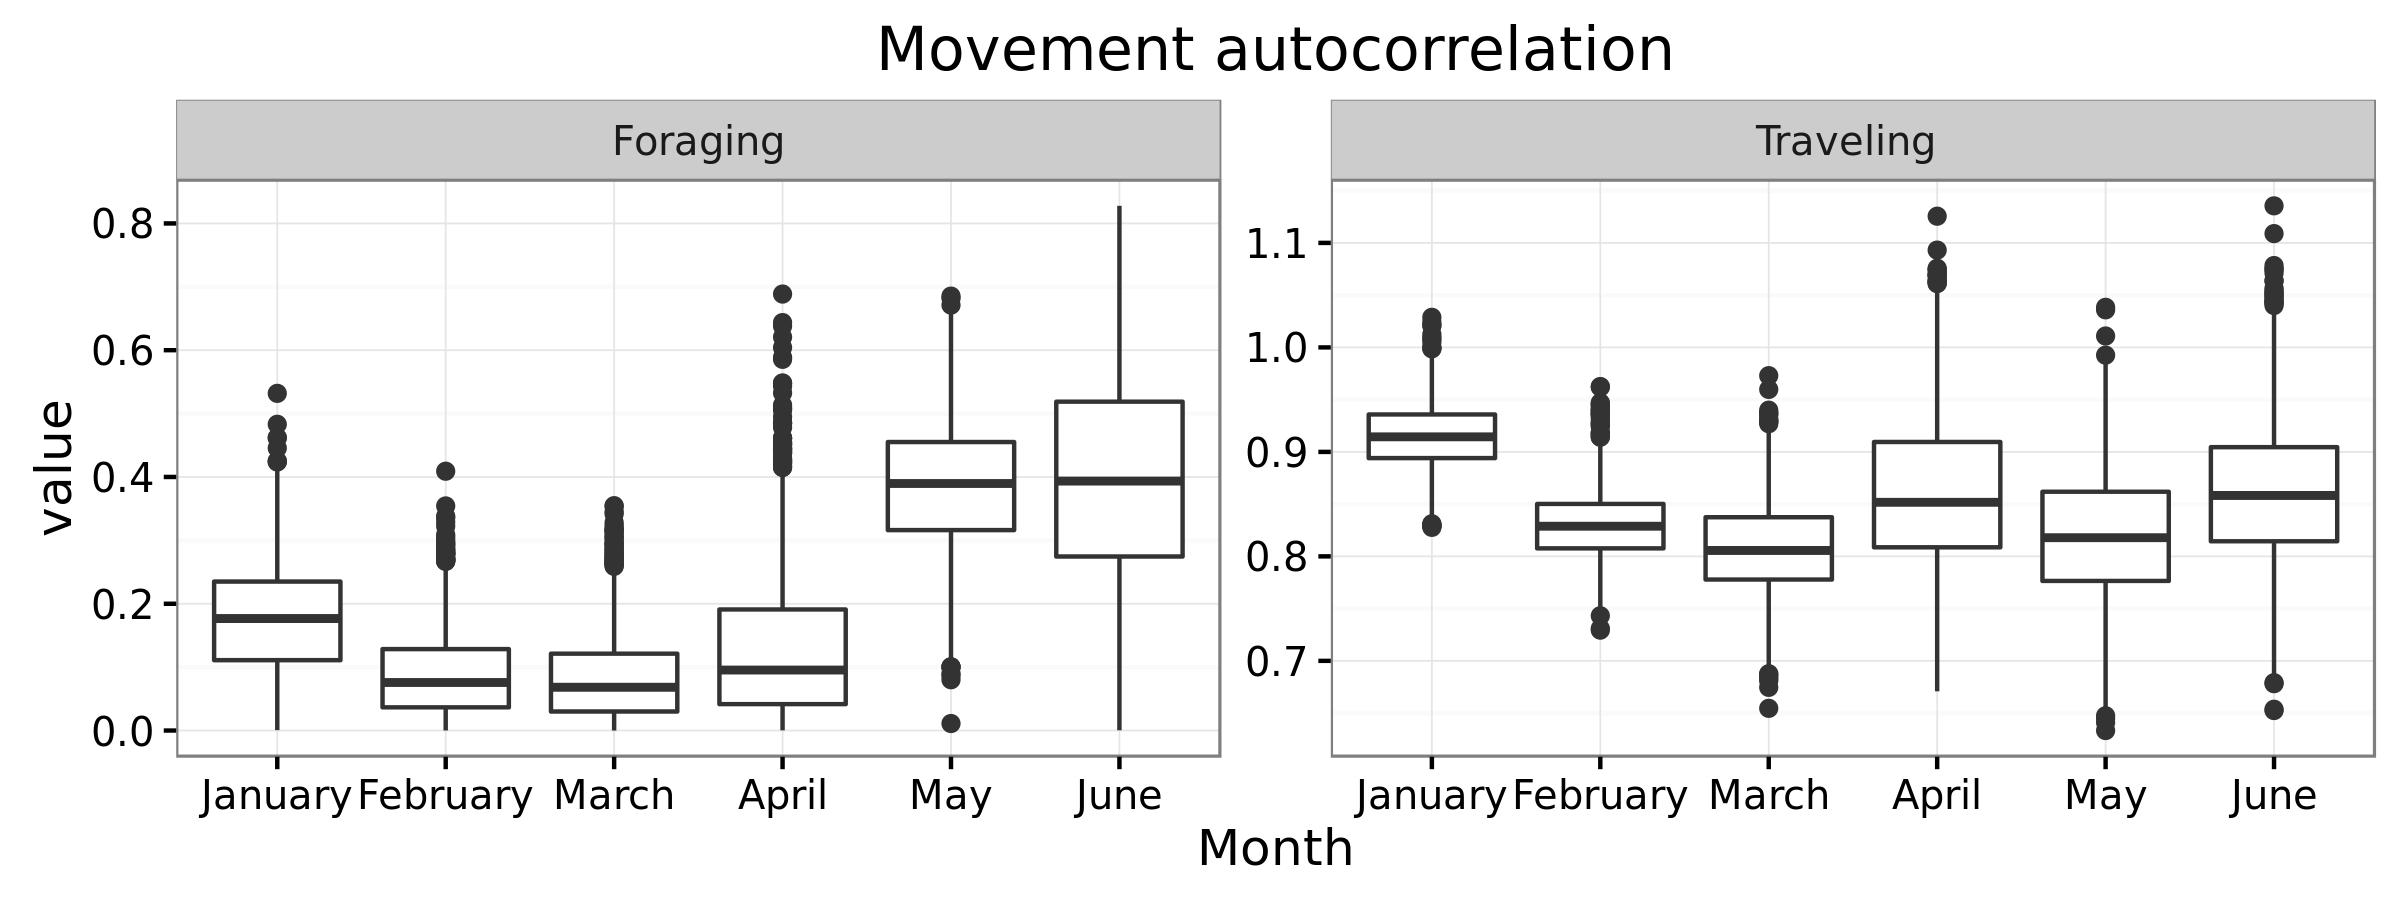 Movement autocorrelation
Foraging
Traveling
value
0.8
0.6
0.4
0.2
0.0
1.1
1.0
0.9
0.8
0.7
January February March April May June
January February March April May June
Month